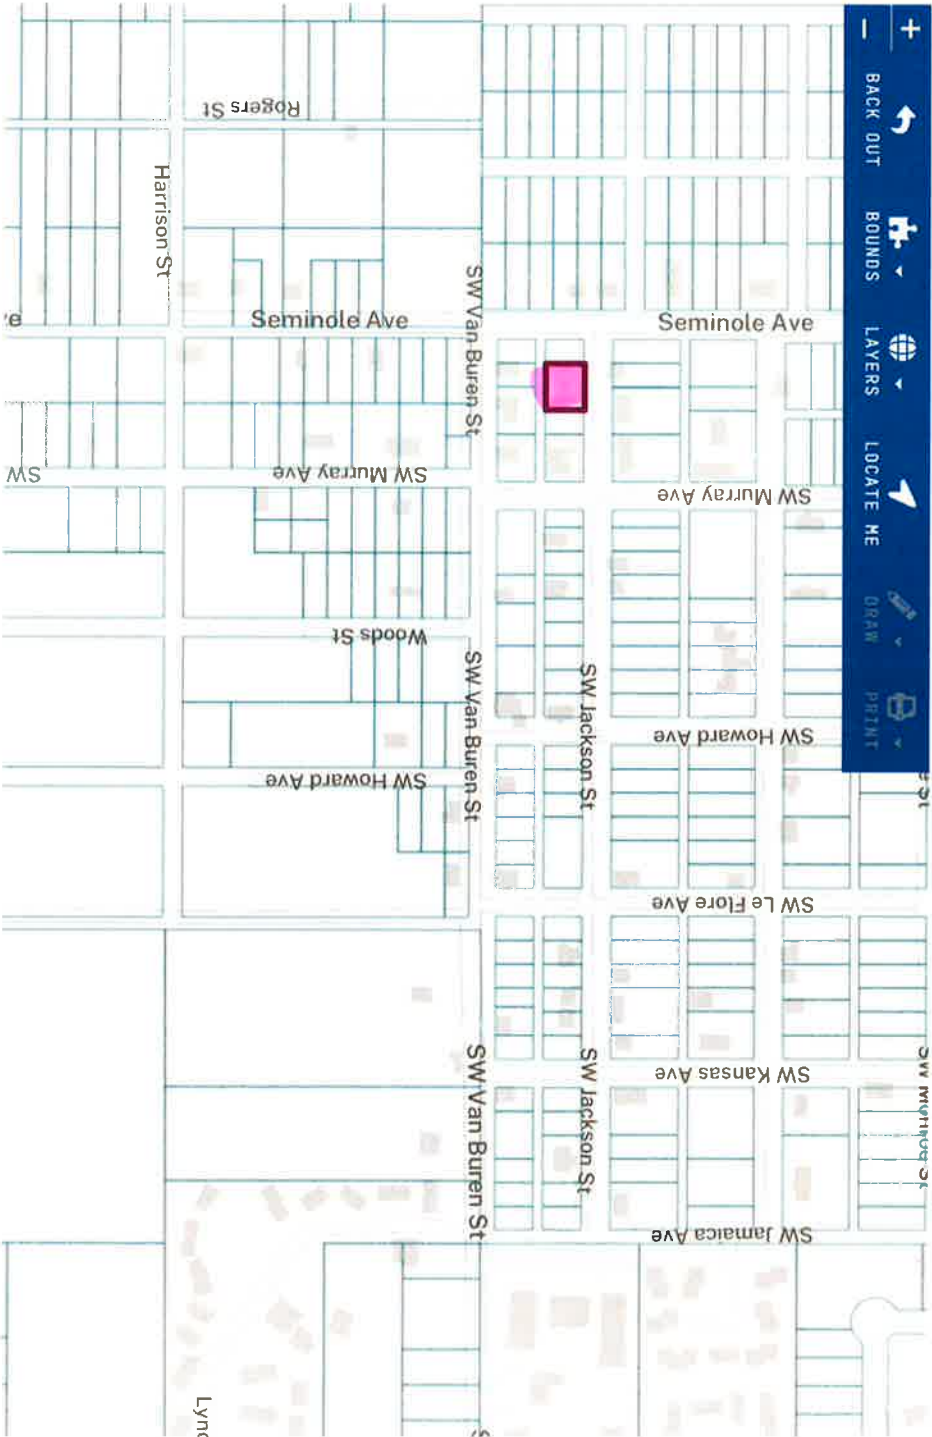 +
−
BACK OUT
BOUNDS
LAYERS
LOCATE ME
DRAW
PRINT
Rogers St
Harrison St
Seminole Ave
Seminole Ave
SW Van Buren St
SW Murray Ave
SW Murray Ave
SW
Woods St
SW Van Buren St
SW Jackson St
SW Howard Ave
SW Howard Ave
SW Le Flore Ave
SW Van Buren St
SW Jackson St
SW Kansas Ave
SW Monroe St
SW Jamaica Ave